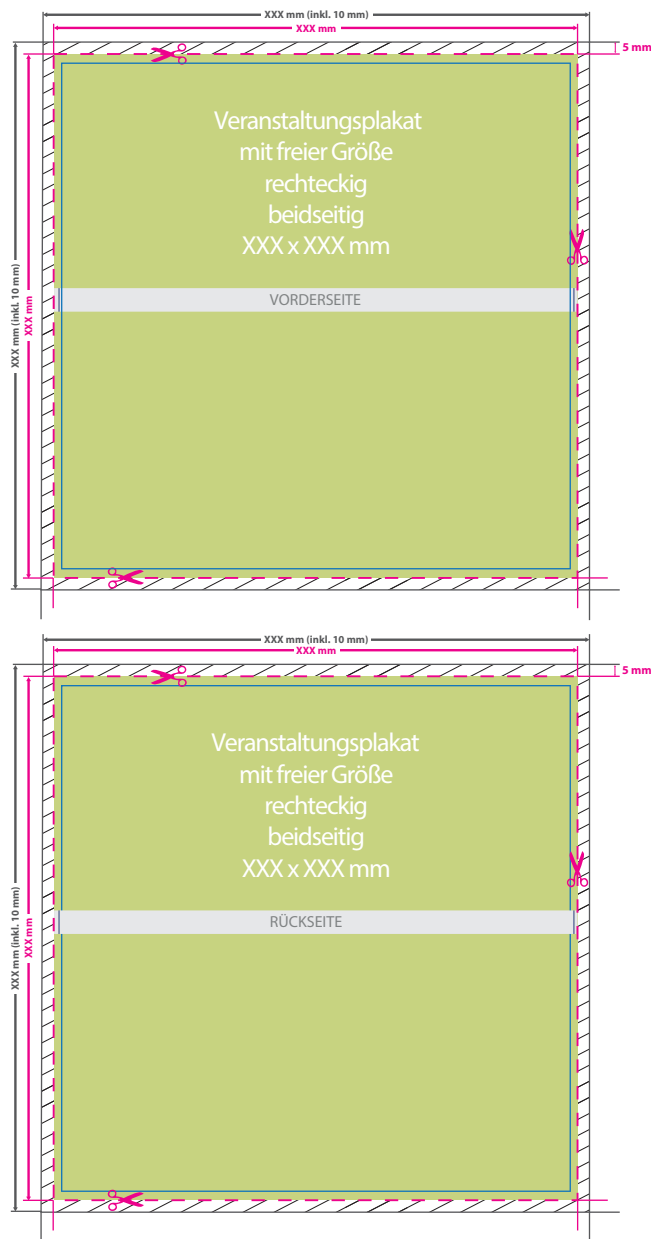 XXX mm (inkl. 10 mm)
XXX mm
5 mm
Veranstaltungsplakat
mit freier Größe
rechteckig
beidseitig
XXX x XXX mm
XXX mm (inkl. 10 mm)
XXX mm
VORDERSEITE
XXX mm (inkl. 10 mm)
XXX mm
5 mm
Veranstaltungsplakat
mit freier Größe
rechteckig
beidseitig
XXX x XXX mm
XXX mm (inkl. 10 mm)
XXX mm
RÜCKSEITE